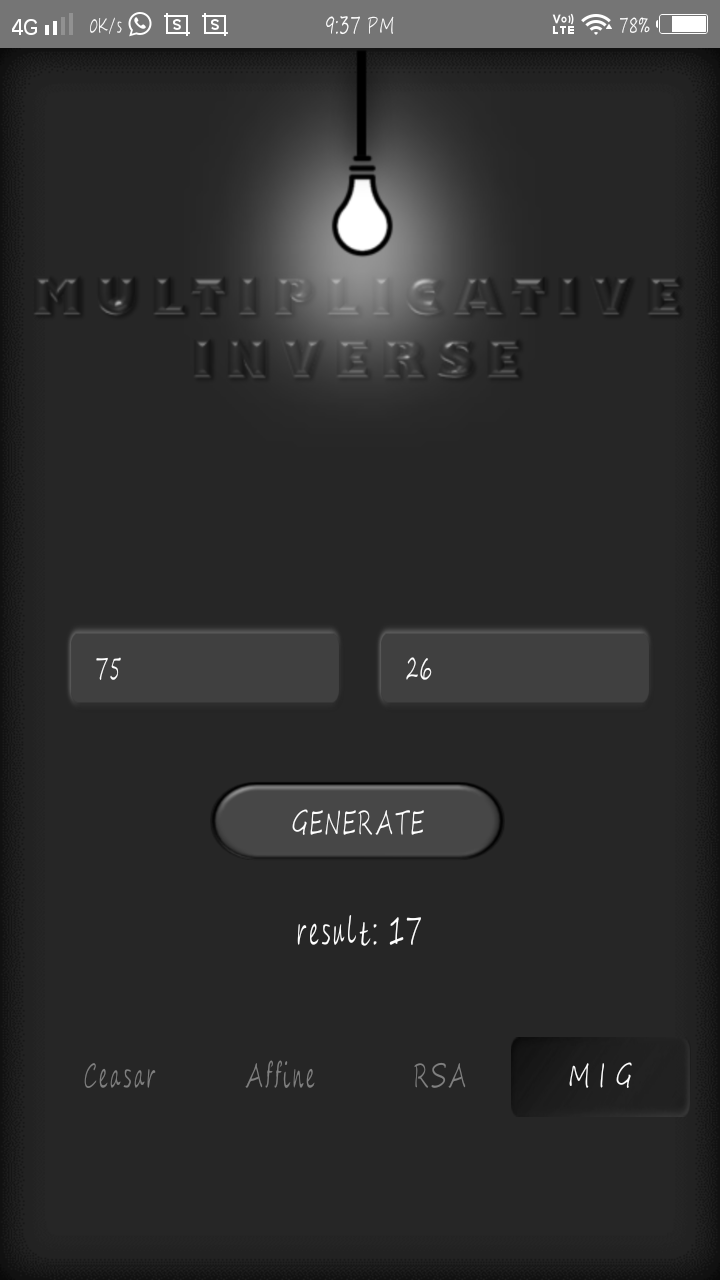 4G 0K/s S S 9:37 PM Vo)) LTE 78%
MULTIPLICATIVE
INVERSE
75 26
GENERATE
result: 17
Ceasar Affine RSA MIG